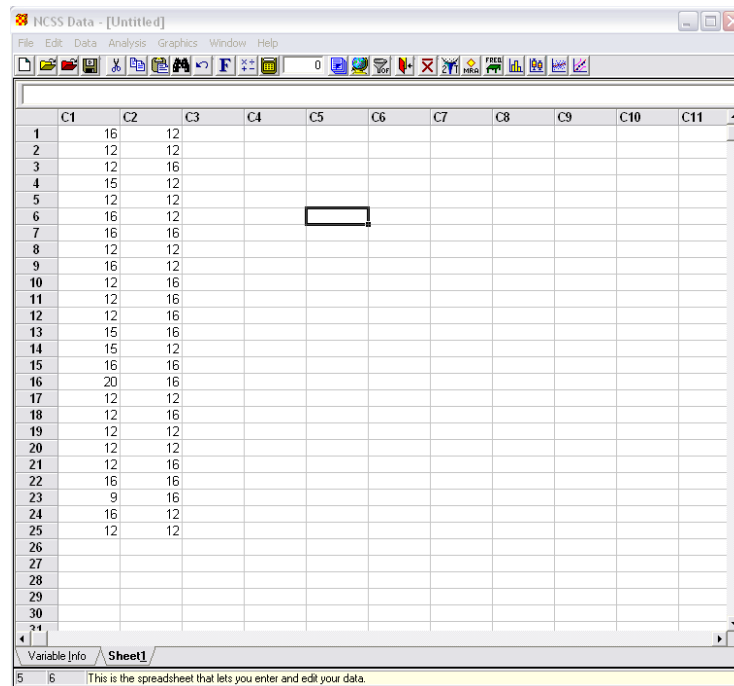 NCSS Data - [Untitled]
File Edit Data Analysis Graphics Window Help
F 0 FREQ MRA
C1 C2 C3 C4 C5 C6 C7 C8 C9 C10 C11
1 16 12
2 12 12
3 12 16
4 15 12
5 12 12
6 16 12
7 16 16
8 12 12
9 16 12
10 12 16
11 12 16
12 12 16
13 15 16
14 15 12
15 16 16
16 20 16
17 12 12
18 12 16
19 12 12
20 12 12
21 12 16
22 16 16
23 9 16
24 16 12
25 12 12
26
27
28
29
30
31
Variable Info Sheet1
5 6 This is the spreadsheet that lets you enter and edit your data.